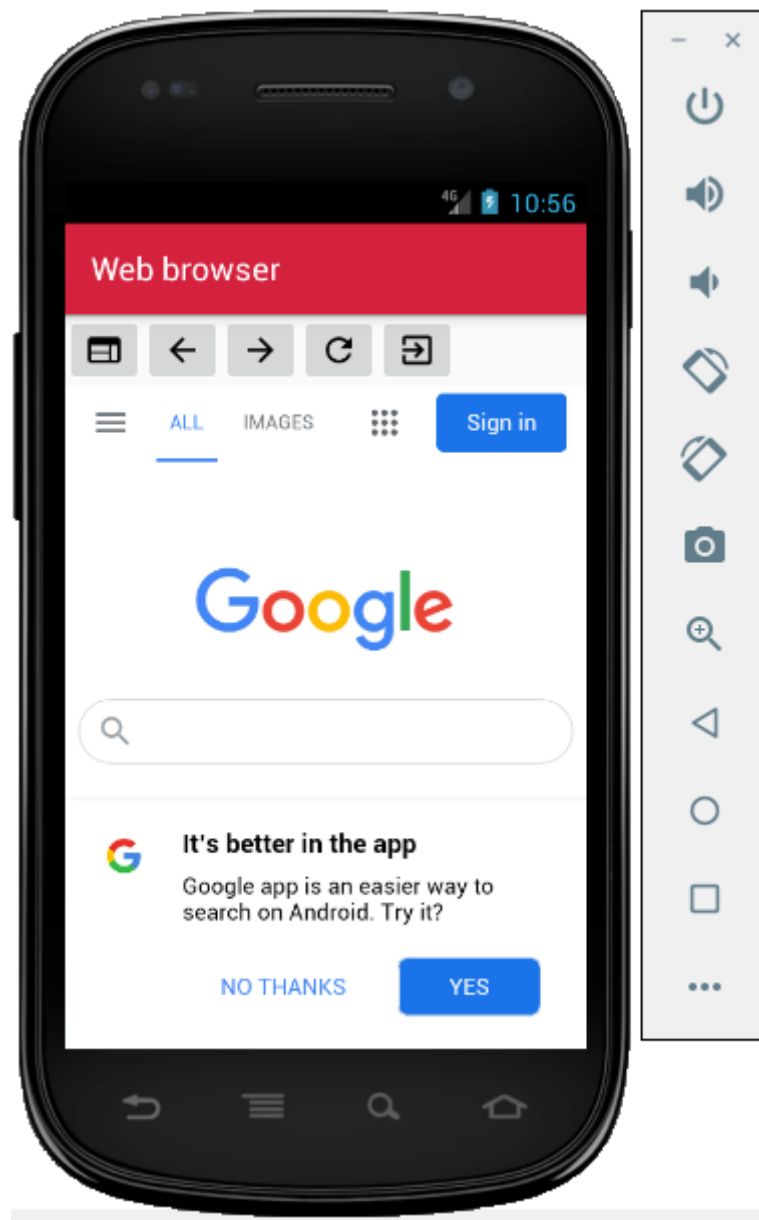 4G 10:56
Web browser
ALL IMAGES Sign in
Google
G
It's better in the app
Google app is an easier way to
search on Android. Try it?
NO THANKS YES